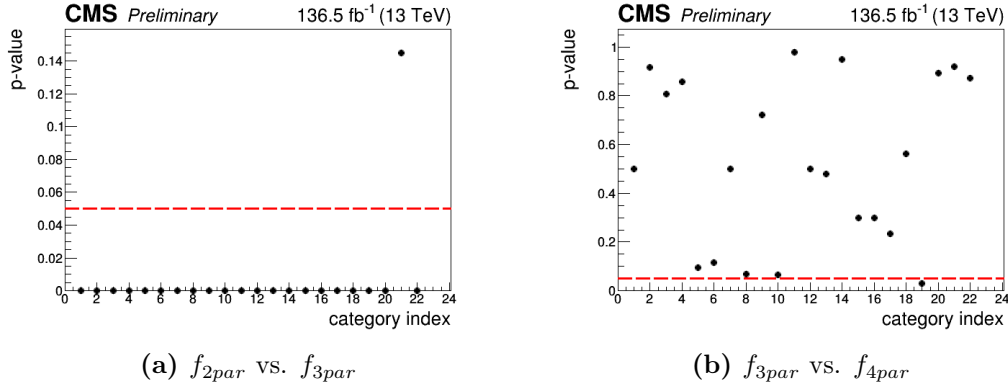 CMS Preliminary 136.5 fb⁻¹ (13 TeV)
p-value
0.14
0.12
0.1
0.08
0.06
0.04
0.02
0
0 2 4 6 8 10 12 14 16 18 20 22 24
category index
(a) f2par vs. f3par
CMS Preliminary 136.5 fb⁻¹ (13 TeV)
p-value
1
0.8
0.6
0.4
0.2
0
0 2 4 6 8 10 12 14 16 18 20 22 24
category index
(b) f3par vs. f4par